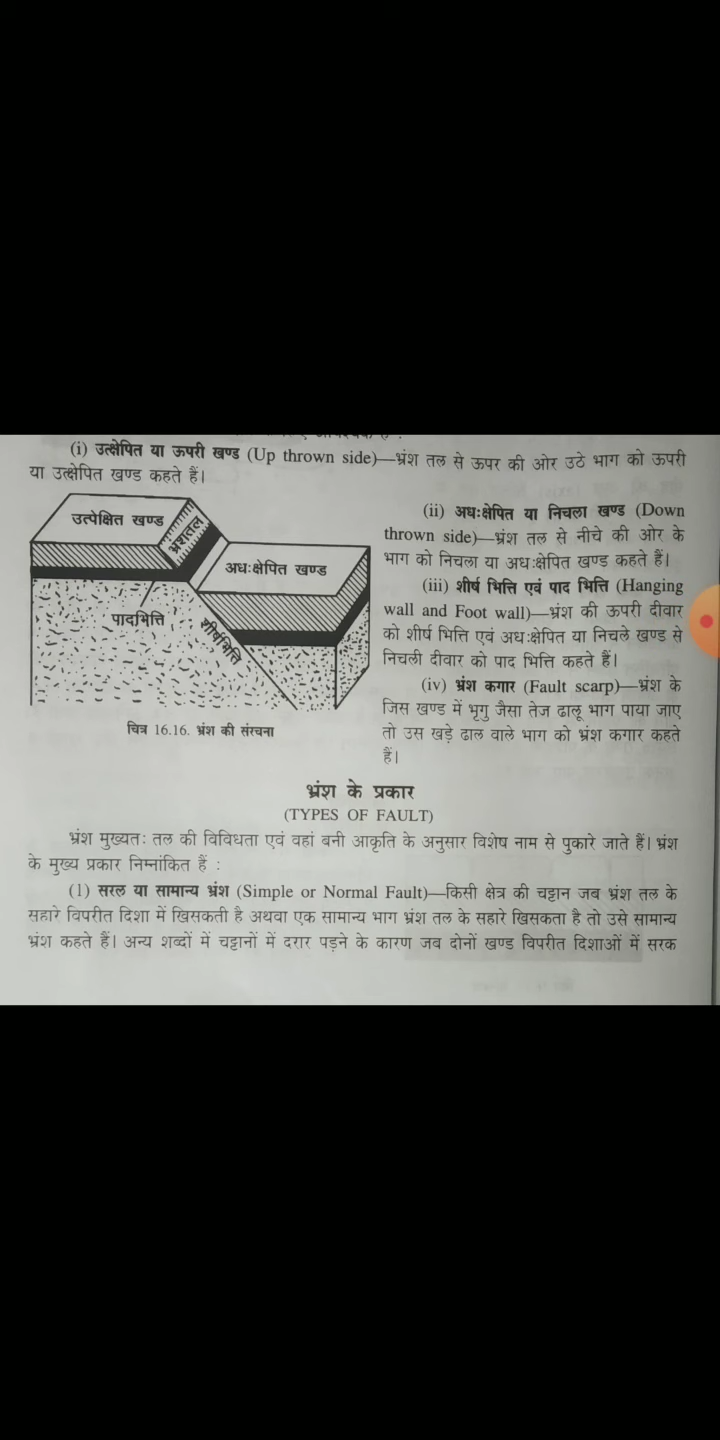 (i) उत्क्षेपित या ऊपरी खण्ड (Up thrown side)—भ्रंश तल से ऊपर की ओर उठे भाग को ऊपरी
या उत्क्षेपित खण्ड कहते हैं।
उत्पेक्षित खण्ड
भ्रंशतल
अधःक्षेपित खण्ड
पादभित्ति
शीर्षभित्ति
चित्र 16.16. भ्रंश की संरचना
(ii) अधःक्षेपित या निचला खण्ड (Down
thrown side)—भ्रंश तल से नीचे की ओर के
भाग को निचला या अधःक्षेपित खण्ड कहते हैं।
(iii) शीर्ष भित्ति एवं पाद भित्ति (Hanging
wall and Foot wall)—भ्रंश की ऊपरी दीवार
को शीर्ष भित्ति एवं अधःक्षेपित या निचले खण्ड से
निचली दीवार को पाद भित्ति कहते हैं।
(iv) भ्रंश कगार (Fault scarp)—भ्रंश के
जिस खण्ड में भृगु जैसा तेज ढालू भाग पाया जाए
तो उस खड़े ढाल वाले भाग को भ्रंश कगार कहते
हैं।
भ्रंश के प्रकार
(TYPES OF FAULT)
भ्रंश मुख्यतः तल की विविधता एवं वहां बनी आकृति के अनुसार विशेष नाम से पुकारे जाते हैं। भ्रंश
के मुख्य प्रकार निम्नांकित हैं :
(1) सरल या सामान्य भ्रंश (Simple or Normal Fault)—किसी क्षेत्र की चट्टान जब भ्रंश तल के
सहारे विपरीत दिशा में खिसकती है अथवा एक सामान्य भाग भ्रंश तल के सहारे खिसकता है तो उसे सामान्य
भ्रंश कहते हैं। अन्य शब्दों में चट्टानों में दरार पड़ने के कारण जब दोनों खण्ड विपरीत दिशाओं में सरक